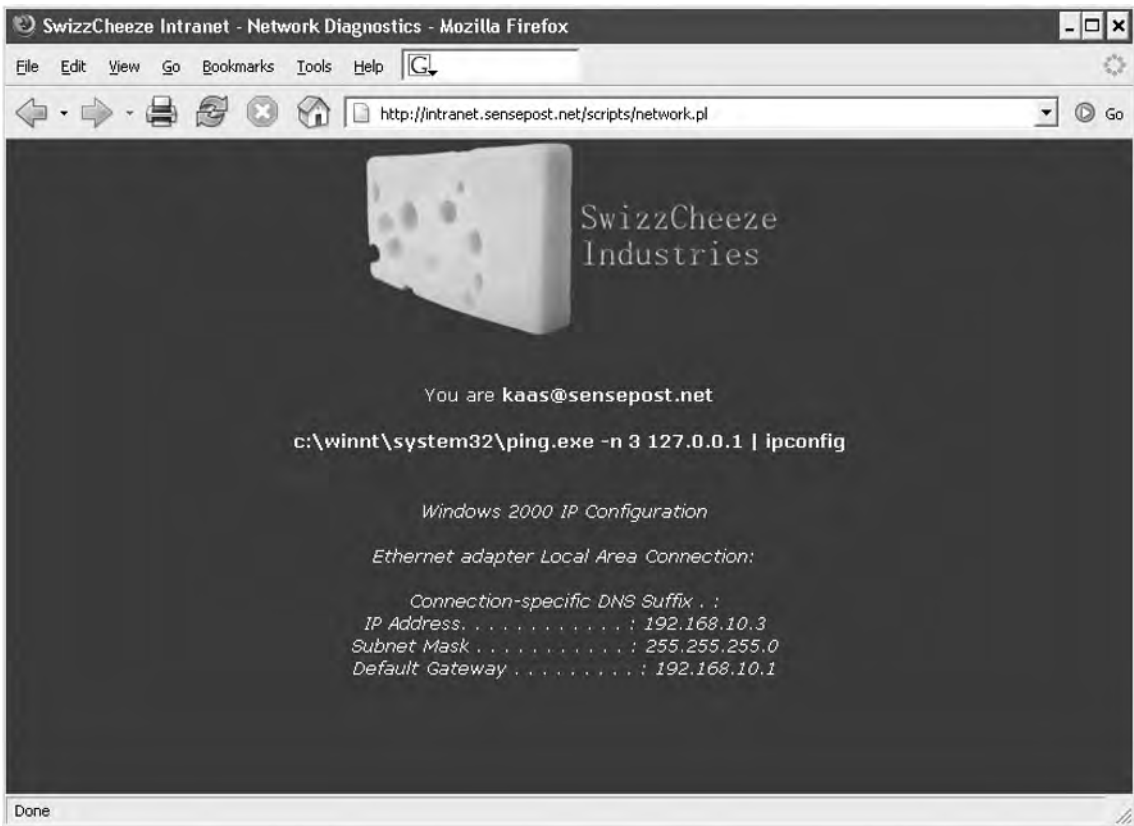 SwizzCheeze Intranet - Network Diagnostics - Mozilla Firefox
File Edit View Go Bookmarks Tools Help G
http://intranet.sensepost.net/scripts/network.pl Go
SwizzCheeze
Industries
You are kaas@sensepost.net
c:\winnt\system32\ping.exe -n 3 127.0.0.1 | ipconfig
Windows 2000 IP Configuration
Ethernet adapter Local Area Connection:
Connection-specific DNS Suffix . :
IP Address. . . . . . . . . . . . : 192.168.10.3
Subnet Mask . . . . . . . . . . . : 255.255.255.0
Default Gateway . . . . . . . . . : 192.168.10.1
Done